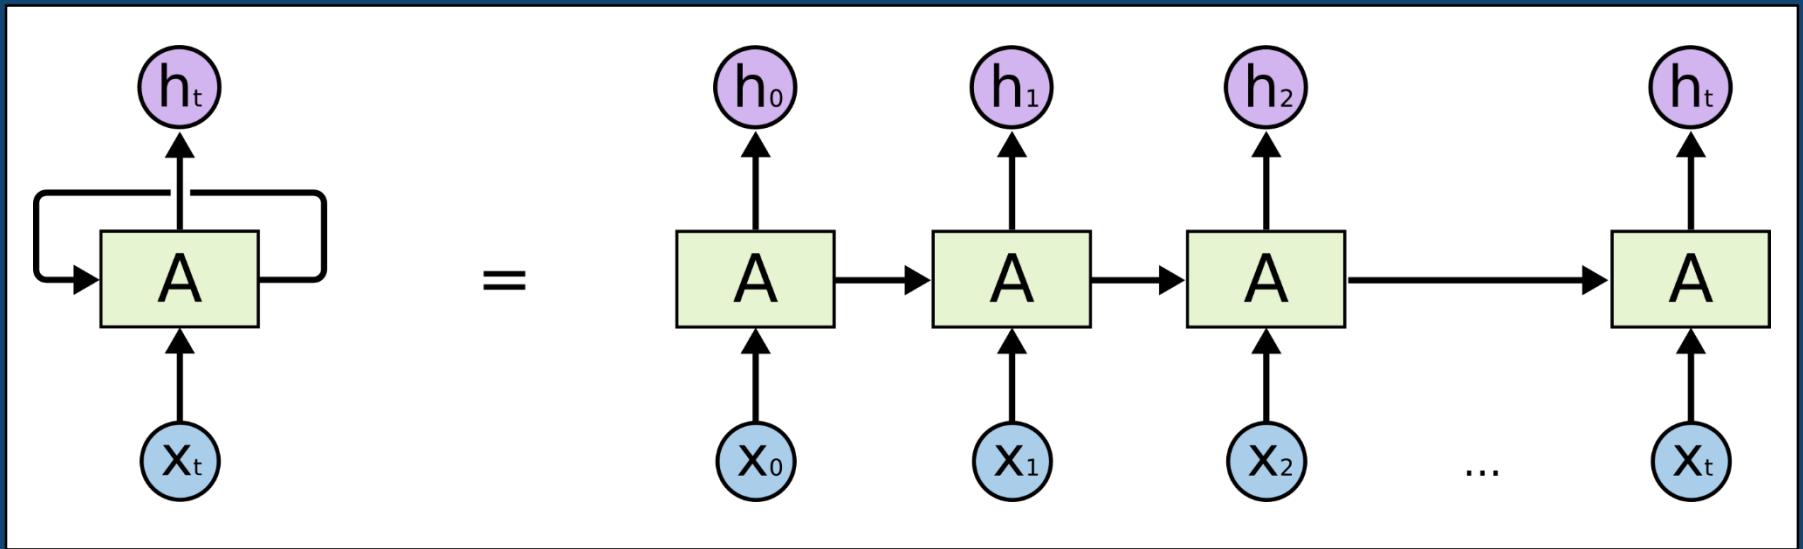 ht h0 h1 h2 ht
A = A A A A
xt x0 x1 x2 ... xt